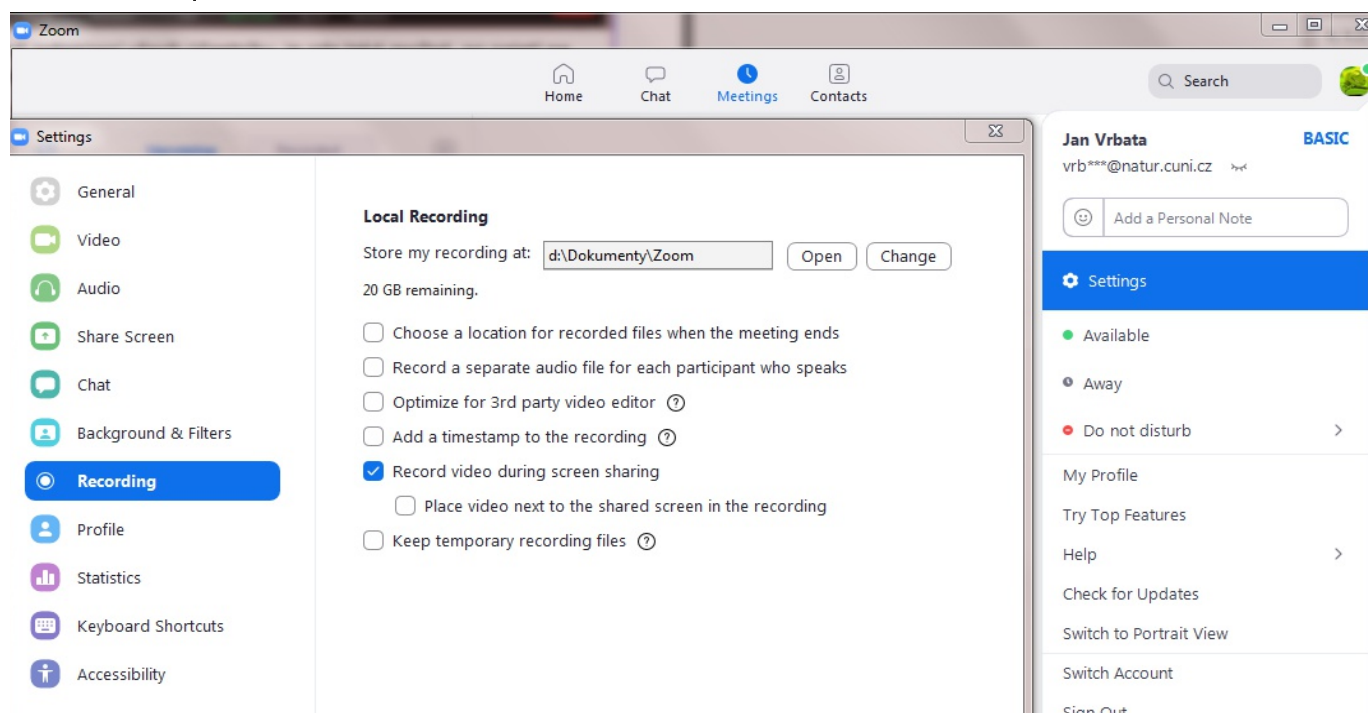 Zoom
Home
Chat
Meetings
Contacts
Search
Settings
General
Video
Audio
Share Screen
Chat
Background & Filters
Recording
Profile
Statistics
Keyboard Shortcuts
Accessibility
Local Recording
Store my recording at: d:\Dokumenty\Zoom Open Change
20 GB remaining.
Choose a location for recorded files when the meeting ends
Record a separate audio file for each participant who speaks
Optimize for 3rd party video editor
Add a timestamp to the recording
Record video during screen sharing
Place video next to the shared screen in the recording
Keep temporary recording files
Jan Vrbata BASIC
vrb***@natur.cuni.cz
Add a Personal Note
Settings
Available
Away
Do not disturb
My Profile
Try Top Features
Help
Check for Updates
Switch to Portrait View
Switch Account
Sign Out